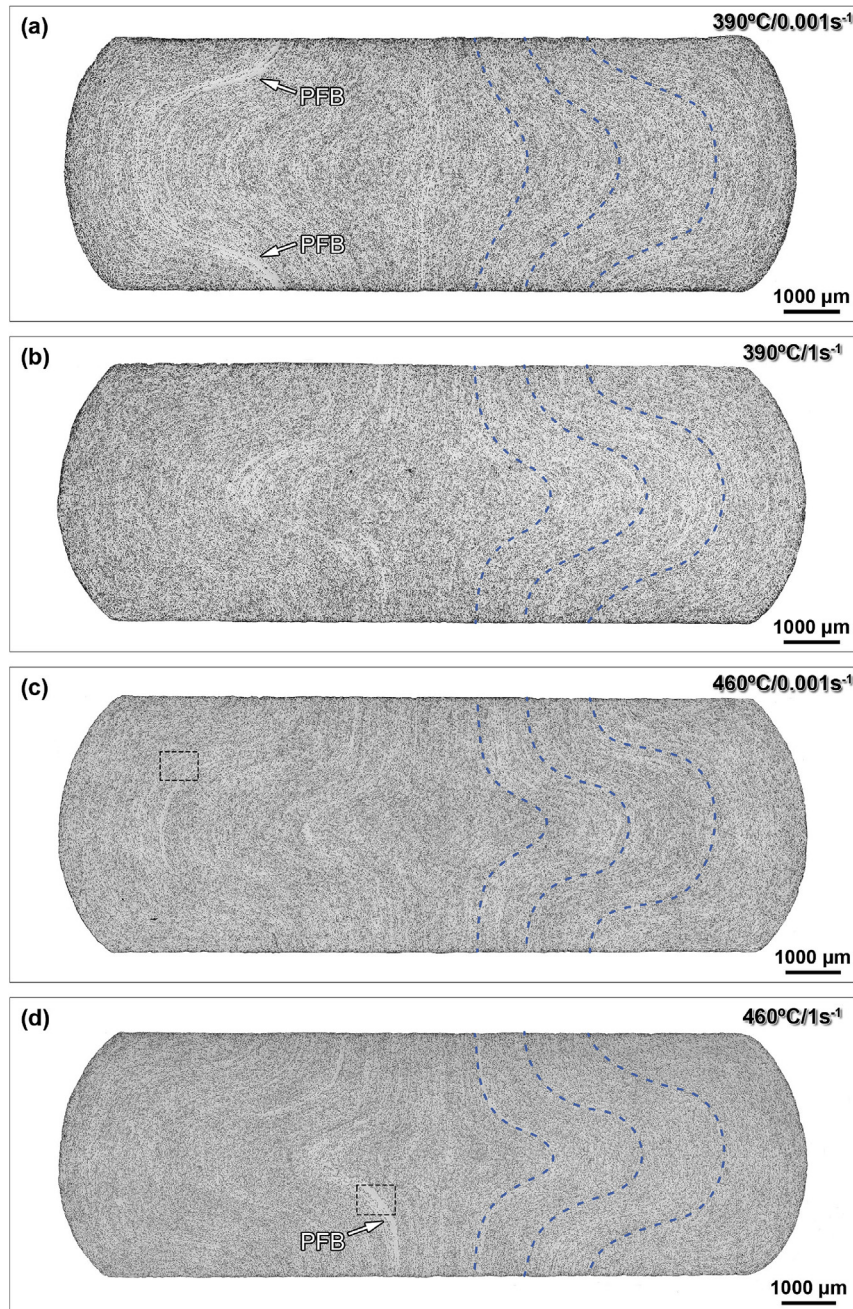 (a)
390ºC/0.001s⁻¹
PFB
PFB
1000 µm
(b)
390ºC/1s⁻¹
1000 µm
(c)
460ºC/0.001s⁻¹
1000 µm
(d)
460ºC/1s⁻¹
PFB
1000 µm